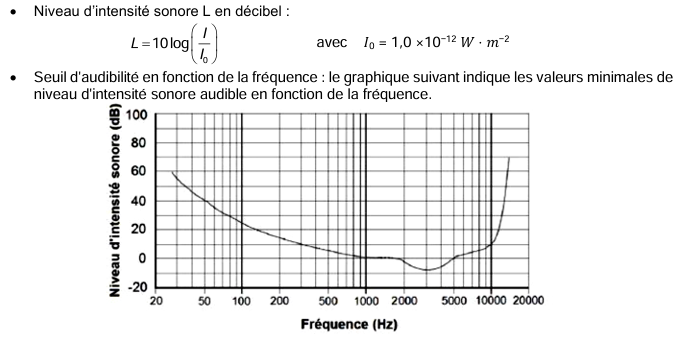 • Niveau d'intensité sonore L en décibel :
L = 10 log(I/I₀) avec I₀ = 1,0 ×10⁻¹² W · m⁻²
• Seuil d'audibilité en fonction de la fréquence : le graphique suivant indique les valeurs minimales de
niveau d'intensité sonore audible en fonction de la fréquence.
Niveau d'intensité sonore (dB)
100
80
60
40
20
0
-20
20 50 100 200 500 1000 2000 5000 10000 20000
Fréquence (Hz)